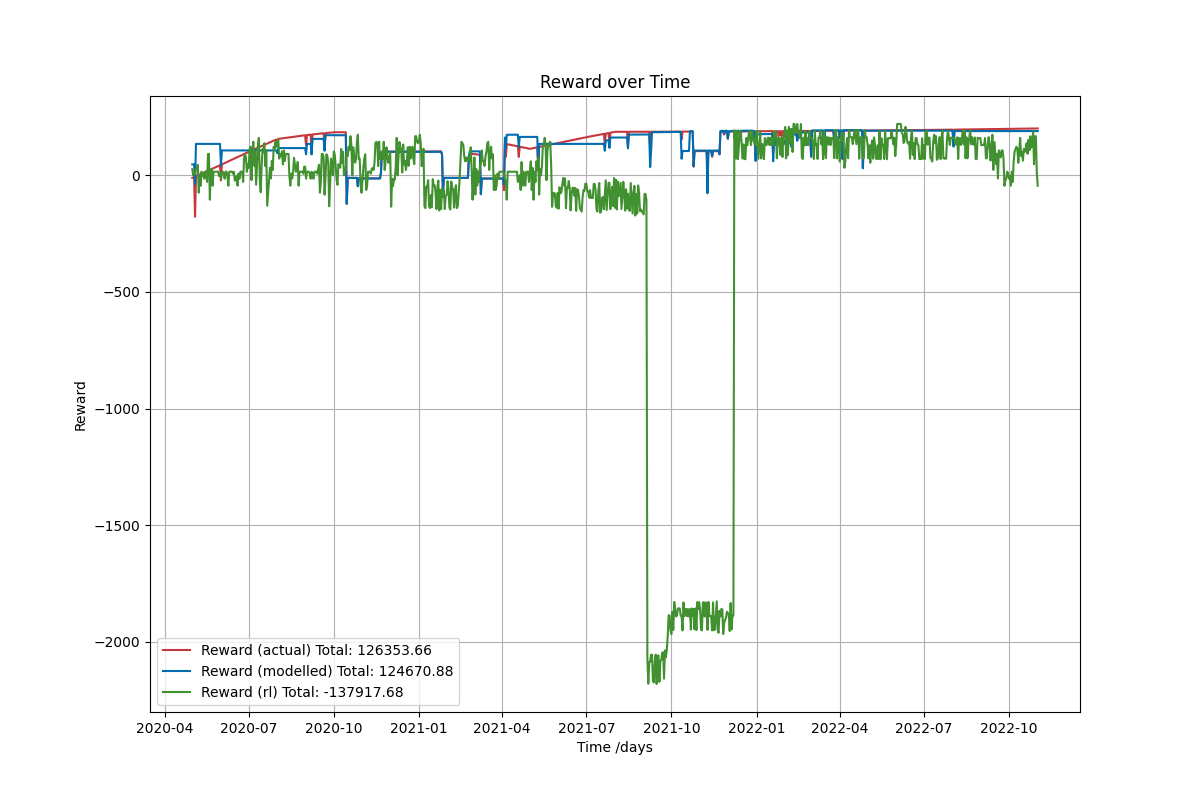 Reward over Time
Reward
0
−500
−1000
−1500
−2000
Reward (actual) Total: 126353.66
Reward (modelled) Total: 124670.88
Reward (rl) Total: -137917.68
2020-04 2020-07 2020-10 2021-01 2021-04 2021-07 2021-10 2022-01 2022-04 2022-07 2022-10
Time /days